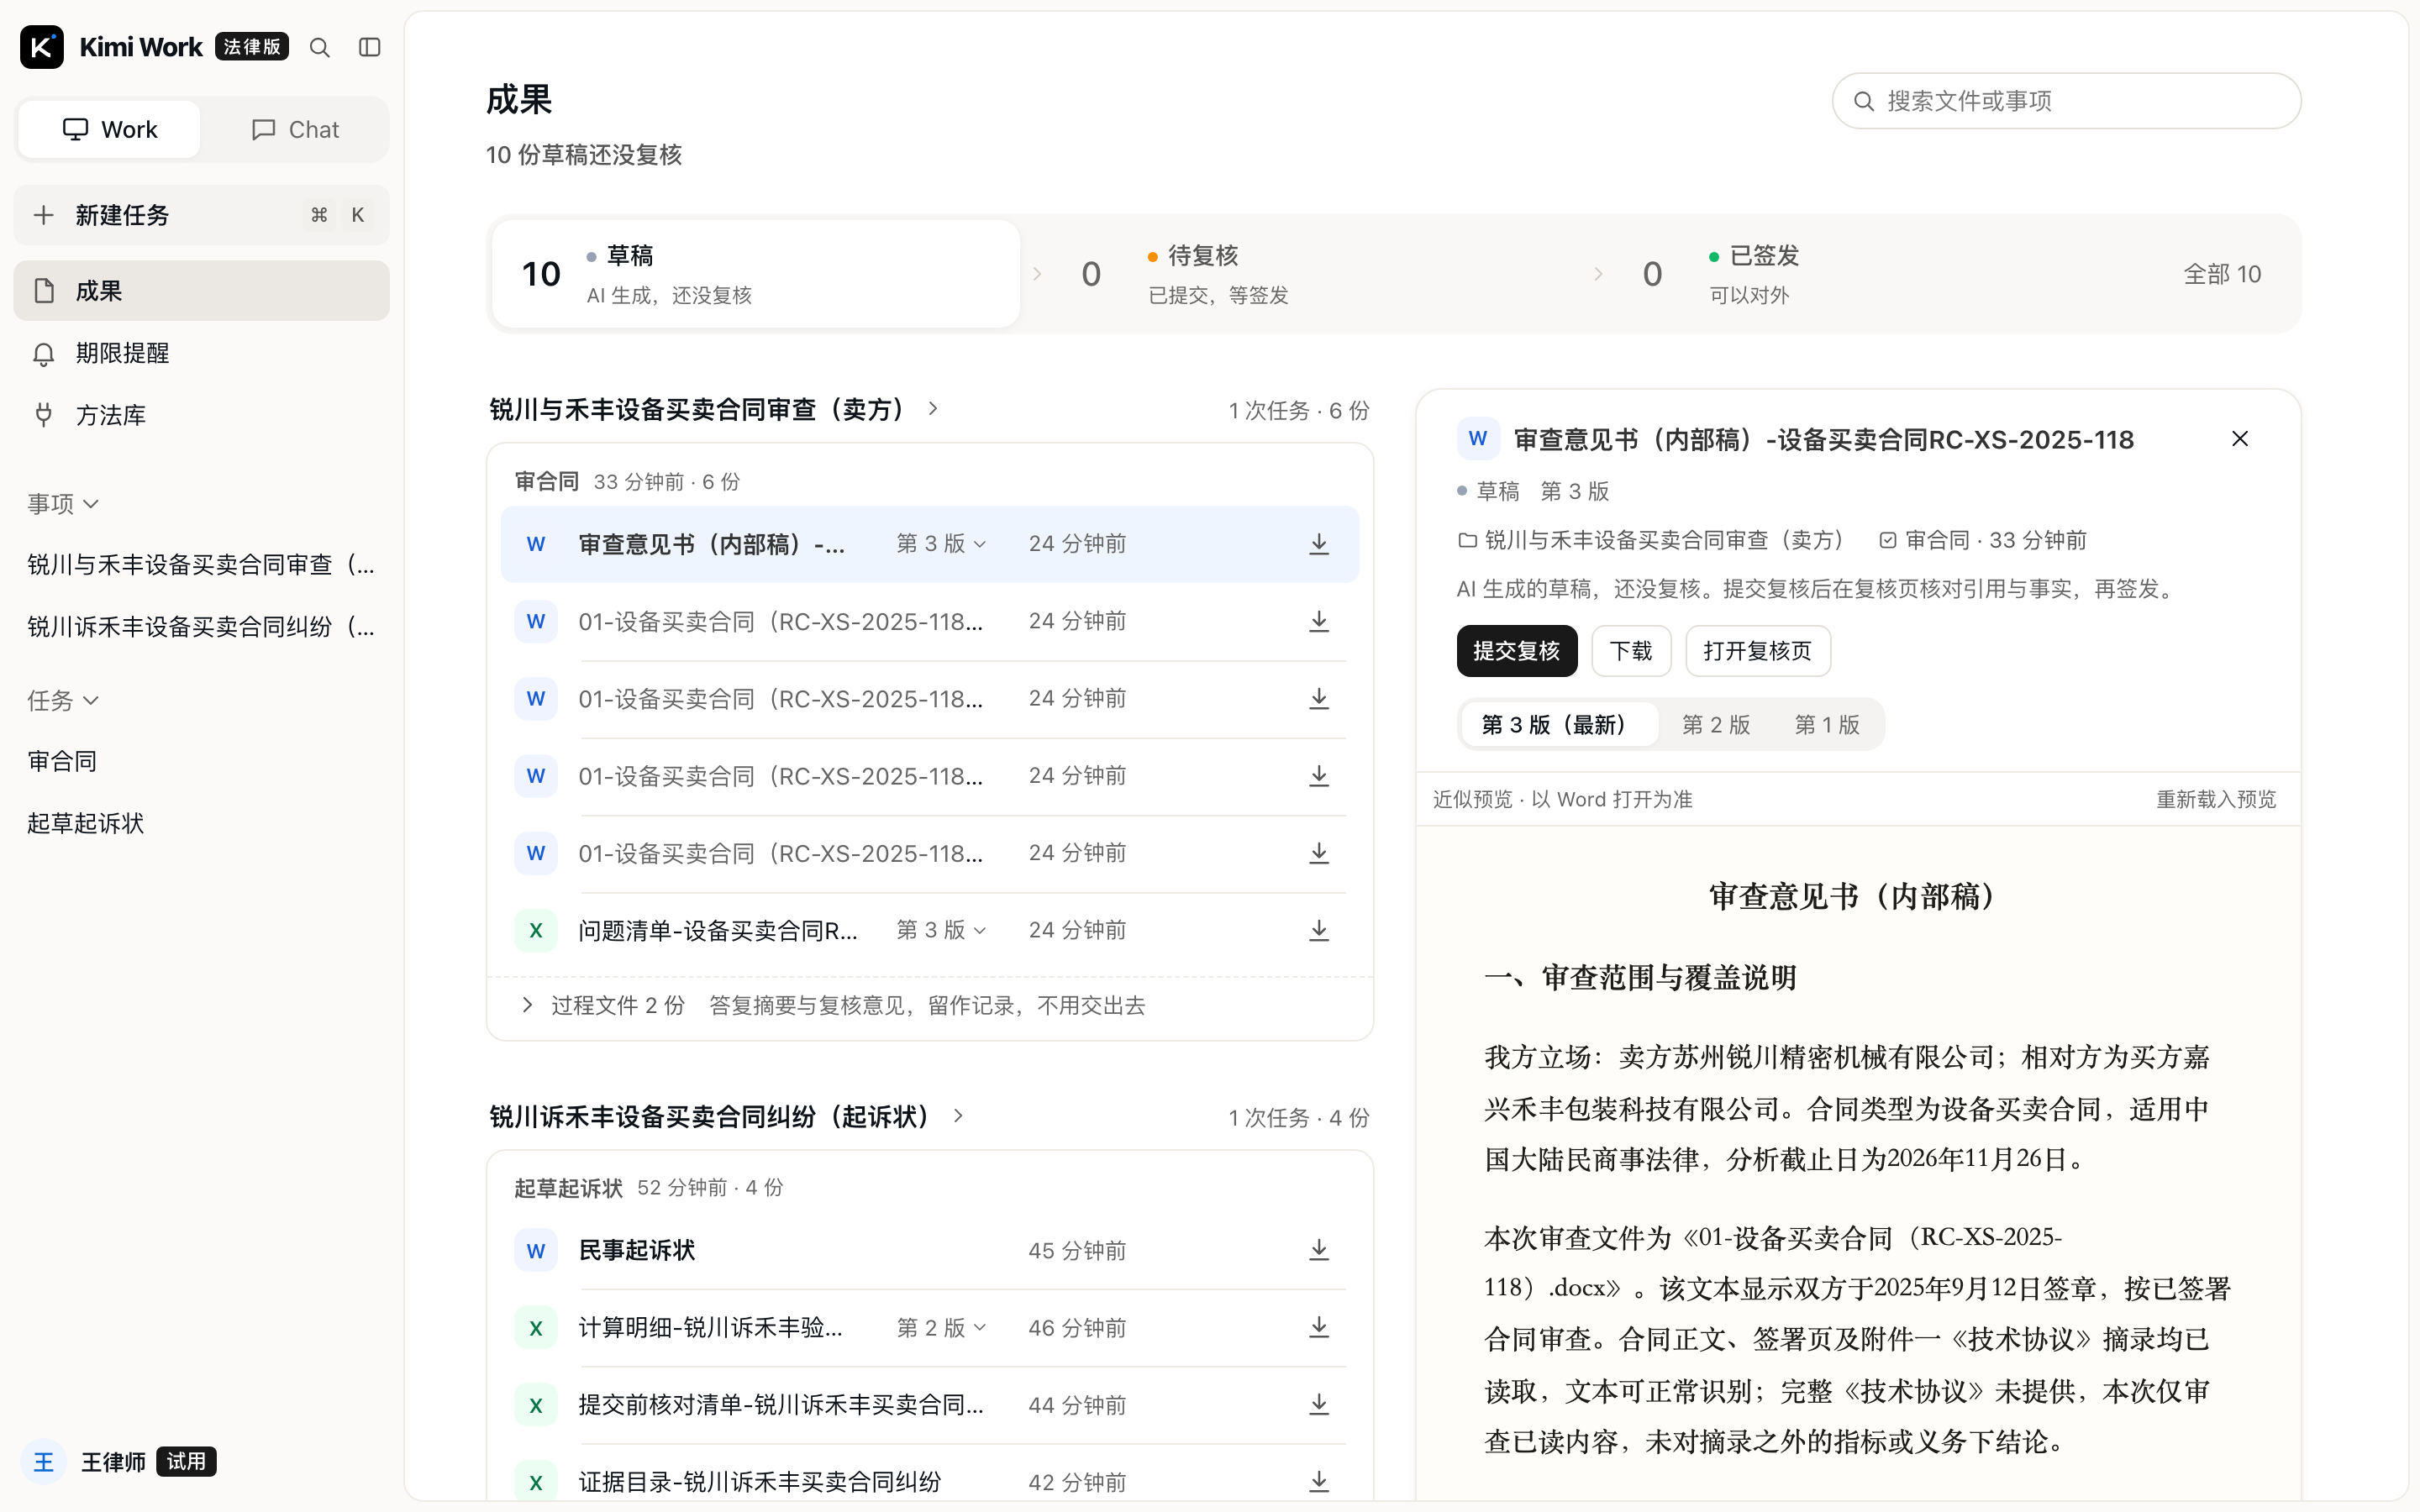 Kimi Work 法律版
Work
Chat
新建任务 ⌘ K
成果
期限提醒
方法库
事项
锐川与禾丰设备买卖合同审查（...
锐川诉禾丰设备买卖合同纠纷（...
任务
审合同
起草起诉状
王 王律师 试用
成果
10 份草稿还没复核
搜索文件或事项
10 草稿
AI 生成，还没复核
0 待复核
已提交，等签发
0 已签发
可以对外
全部 10
锐川与禾丰设备买卖合同审查（卖方）
1 次任务 · 6 份
审合同 33 分钟前 · 6 份
W 审查意见书（内部稿）-... 第 3 版 24 分钟前
W 01-设备买卖合同（RC-XS-2025-118... 24 分钟前
W 01-设备买卖合同（RC-XS-2025-118... 24 分钟前
W 01-设备买卖合同（RC-XS-2025-118... 24 分钟前
W 01-设备买卖合同（RC-XS-2025-118... 24 分钟前
X 问题清单-设备买卖合同R... 第 3 版 24 分钟前
过程文件 2 份 答复摘要与复核意见，留作记录，不用交出去
锐川诉禾丰设备买卖合同纠纷（起诉状）
1 次任务 · 4 份
起草起诉状 52 分钟前 · 4 份
W 民事起诉状 45 分钟前
X 计算明细-锐川诉禾丰验... 第 2 版 46 分钟前
X 提交前核对清单-锐川诉禾丰买卖合同... 44 分钟前
X 证据目录-锐川诉禾丰买卖合同纠纷 42 分钟前
W 审查意见书（内部稿）-设备买卖合同RC-XS-2025-118
草稿 第 3 版
锐川与禾丰设备买卖合同审查（卖方） 审合同 · 33 分钟前
AI 生成的草稿，还没复核。提交复核后在复核页核对引用与事实，再签发。
提交复核 下载 打开复核页
第 3 版（最新） 第 2 版 第 1 版
近似预览 · 以 Word 打开为准 重新载入预览
审查意见书（内部稿）
一、审查范围与覆盖说明
我方立场：卖方苏州锐川精密机械有限公司；相对方为买方嘉
兴禾丰包装科技有限公司。合同类型为设备买卖合同，适用中
国大陆民商事法律，分析截止日为2026年11月26日。
本次审查文件为《01-设备买卖合同（RC-XS-2025-
118）.docx》。该文本显示双方于2025年9月12日签章，按已签署
合同审查。合同正文、签署页及附件一《技术协议》摘录均已
读取，文本可正常识别；完整《技术协议》未提供，本次仅审
查已读内容，未对摘录之外的指标或义务下结论。